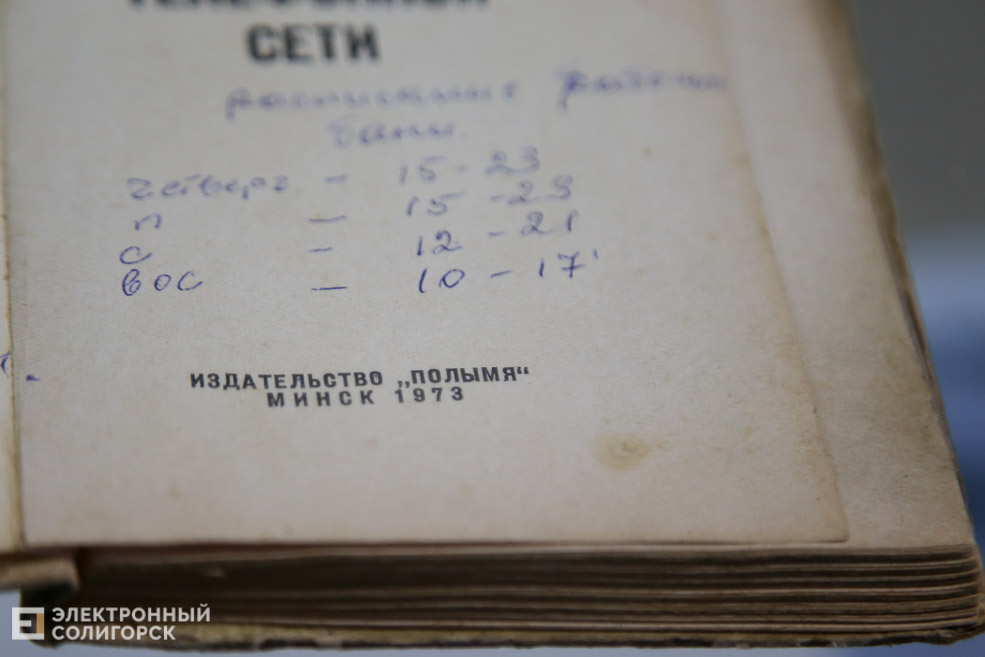 ТЕЛЕФОННОЙ
СЕТИ
расписание работы
бани
четверг - 15-23
п - 15-23
с - 12-21
вос - 10-17
ИЗДАТЕЛЬСТВО „ПОЛЫМЯ“
МИНСК 1973
ЭЛЕКТРОННЫЙ
СОЛИГОРСК